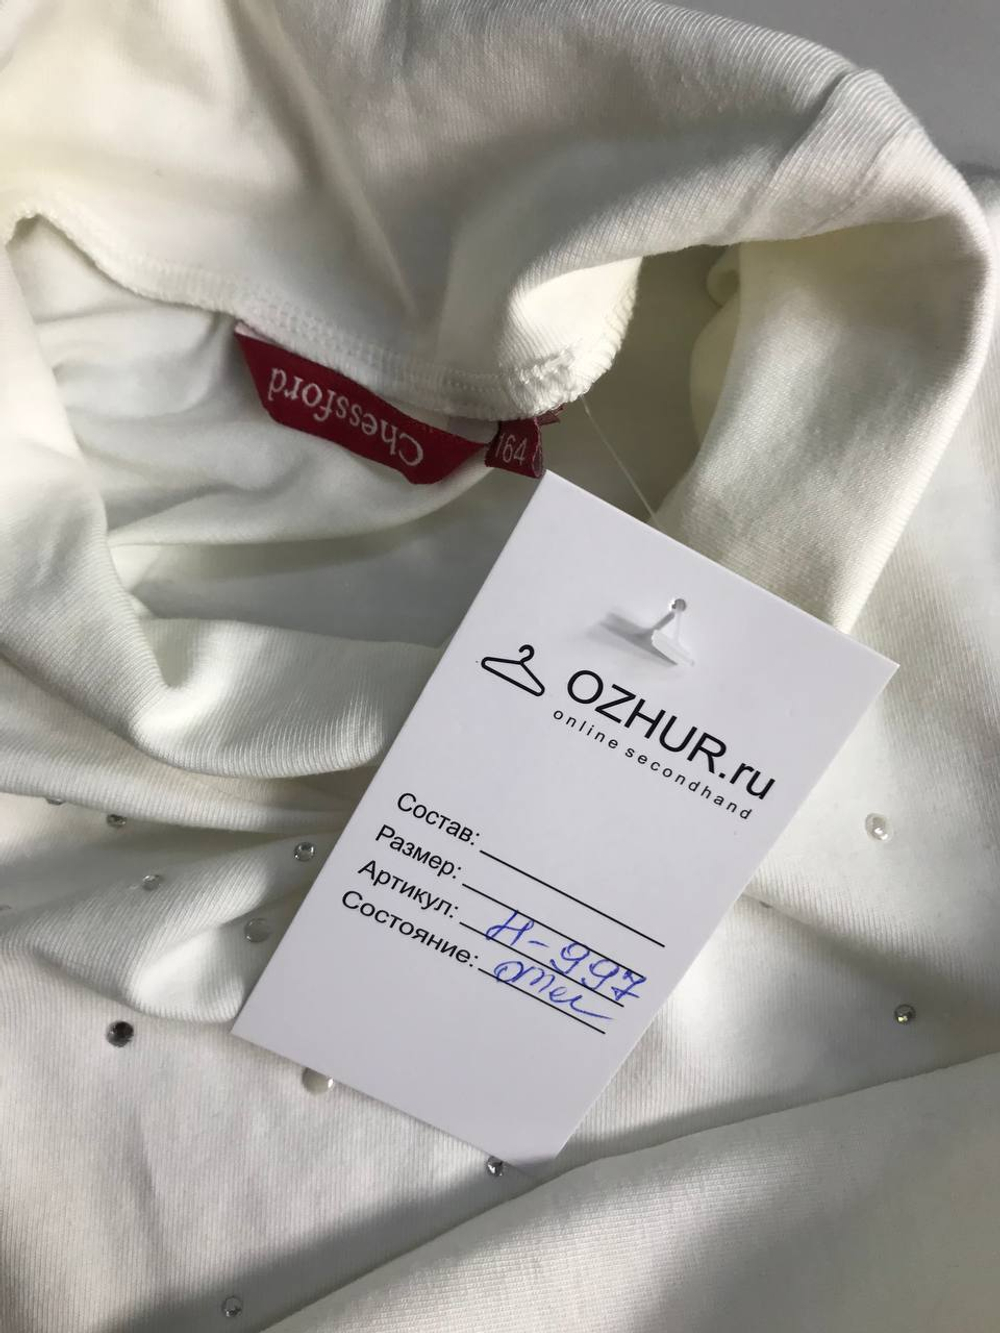 Chessford
164
OZHUR.ru
online secondhand
Состав:
Размер:
Артикул: Н-997
Состояние: отл